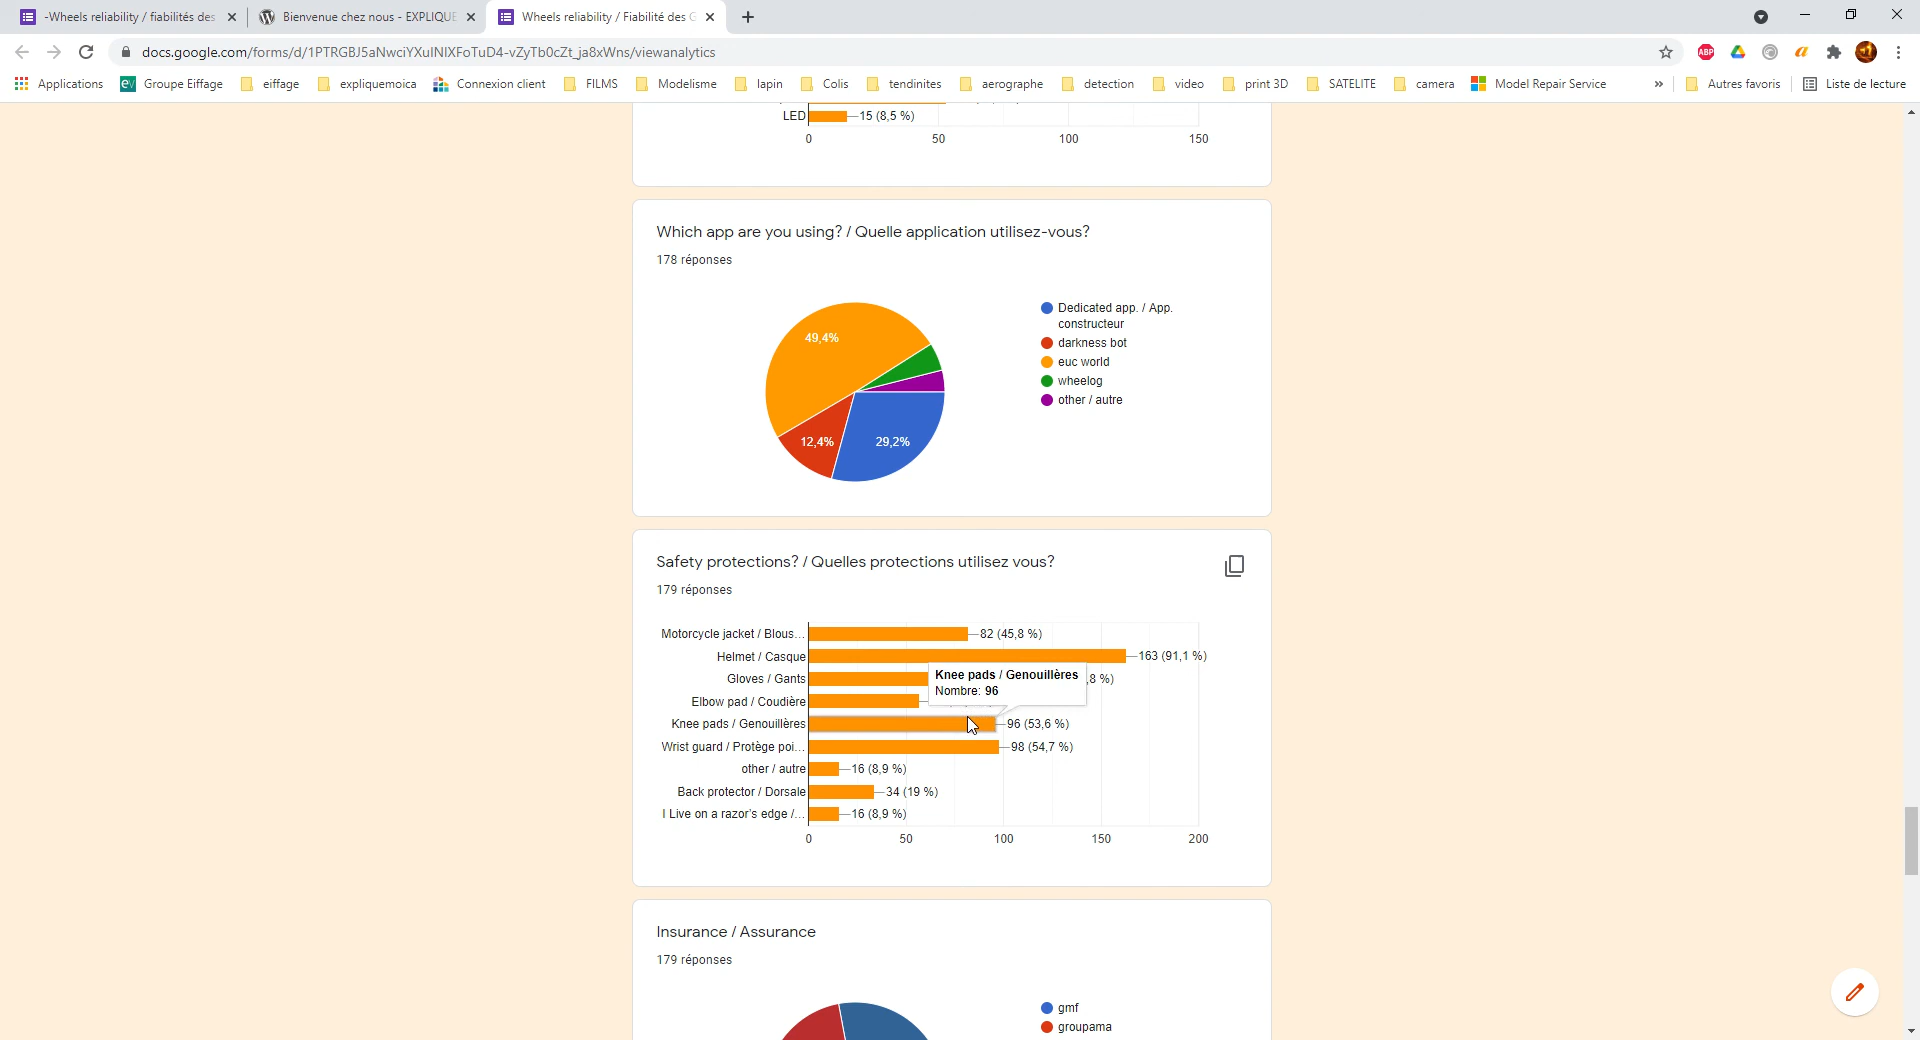 -Wheels reliability / fiabilités des
Bienvenue chez nous - EXPLIQUE
Wheels reliability / Fiabilité des G
docs.google.com/forms/d/1PTRGBJ5aNwciYXuINIXFoTuD4-vZyTb0cZt_ja8xWns/viewanalytics
ABP
Applications
Groupe Eiffage
eiffage
expliquemoica
Connexion client
FILMS
Modelisme
lapin
Colis
tendinites
aerographe
detection
video
print 3D
SATELITE
camera
Model Repair Service
»
Autres favoris
Liste de lecture
LED 15 (8,5 %)
0 50 100 150
Which app are you using? / Quelle application utilisez-vous?
178 réponses
49,4%
12,4%
29,2%
Dedicated app. / App.
constructeur
darkness bot
euc world
wheelog
other / autre
Safety protections? / Quelles protections utilisez vous?
179 réponses
Motorcycle jacket / Blous... 82 (45,8 %)
Helmet / Casque 163 (91,1 %)
Gloves / Gants ,8 %)
Knee pads / Genouillères
Nombre: 96
Elbow pad / Coudière
Knee pads / Genouillères 96 (53,6 %)
Wrist guard / Protège poi... 98 (54,7 %)
other / autre 16 (8,9 %)
Back protector / Dorsale 34 (19 %)
I Live on a razor's edge /... 16 (8,9 %)
0 50 100 150 200
Insurance / Assurance
179 réponses
gmf
groupama